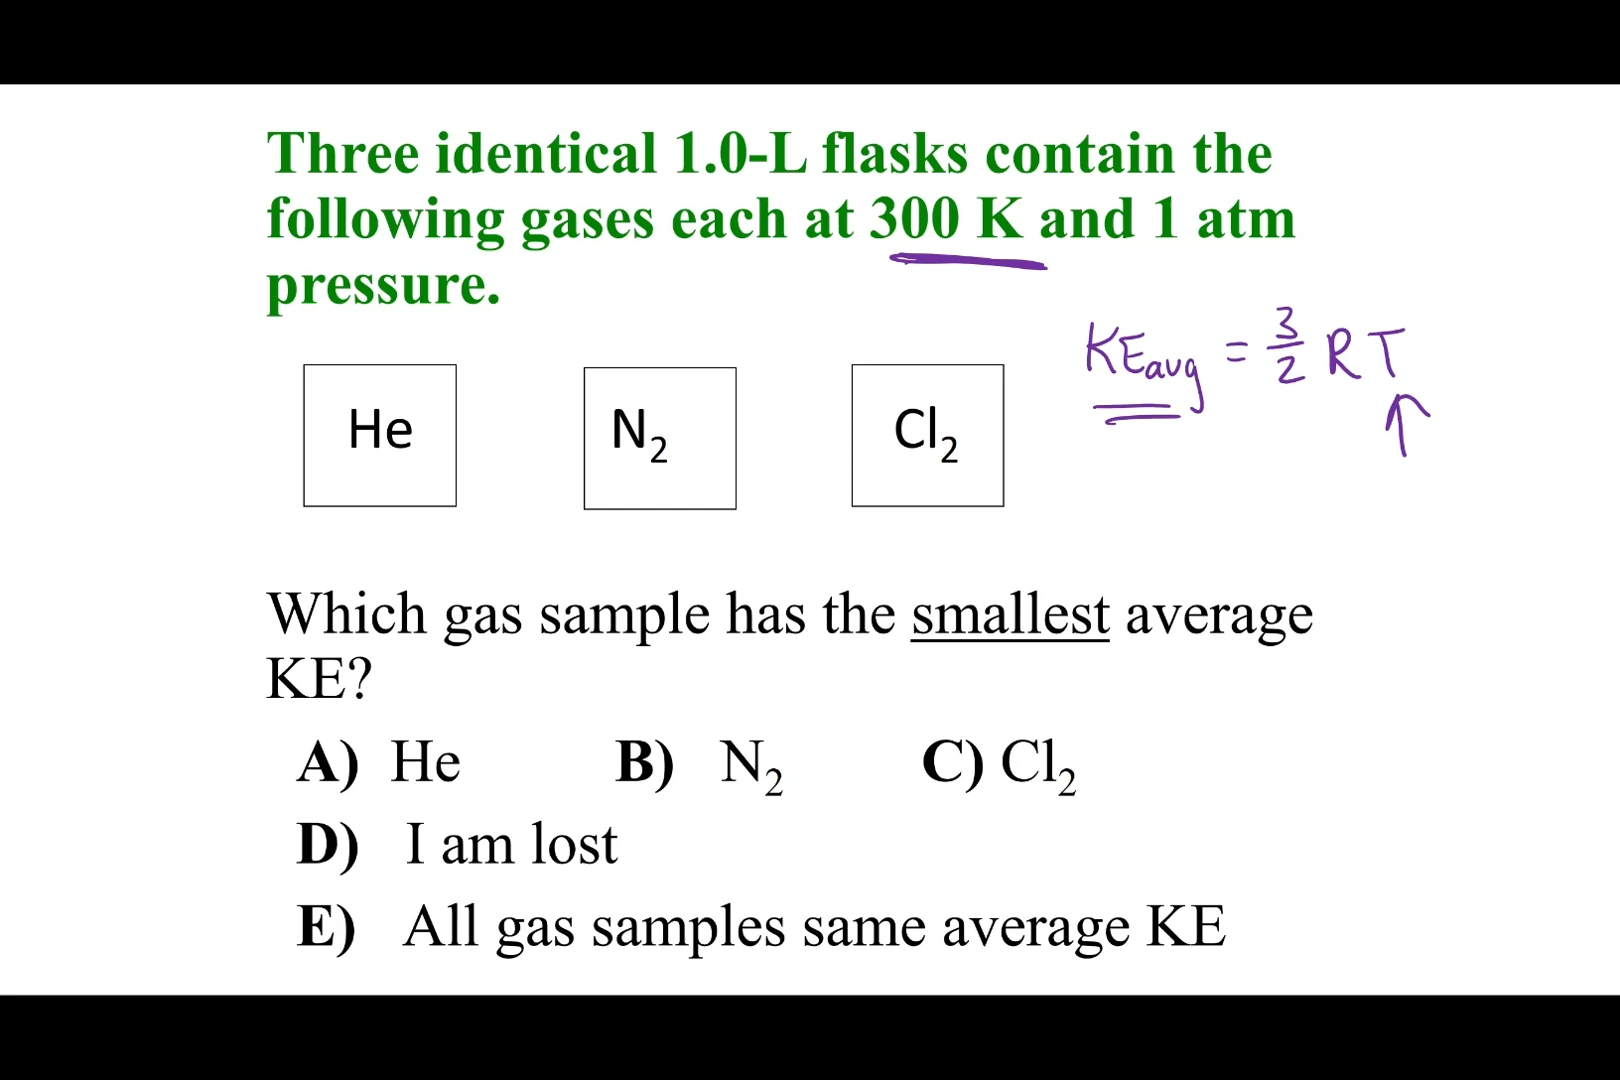 Three identical 1.0-L flasks contain the
following gases each at 300 K and 1 atm
pressure.
KEavg = 3/2 RT
He N₂ Cl₂
Which gas sample has the smallest average
KE?
A) He B) N₂ C) Cl₂
D) I am lost
E) All gas samples same average KE